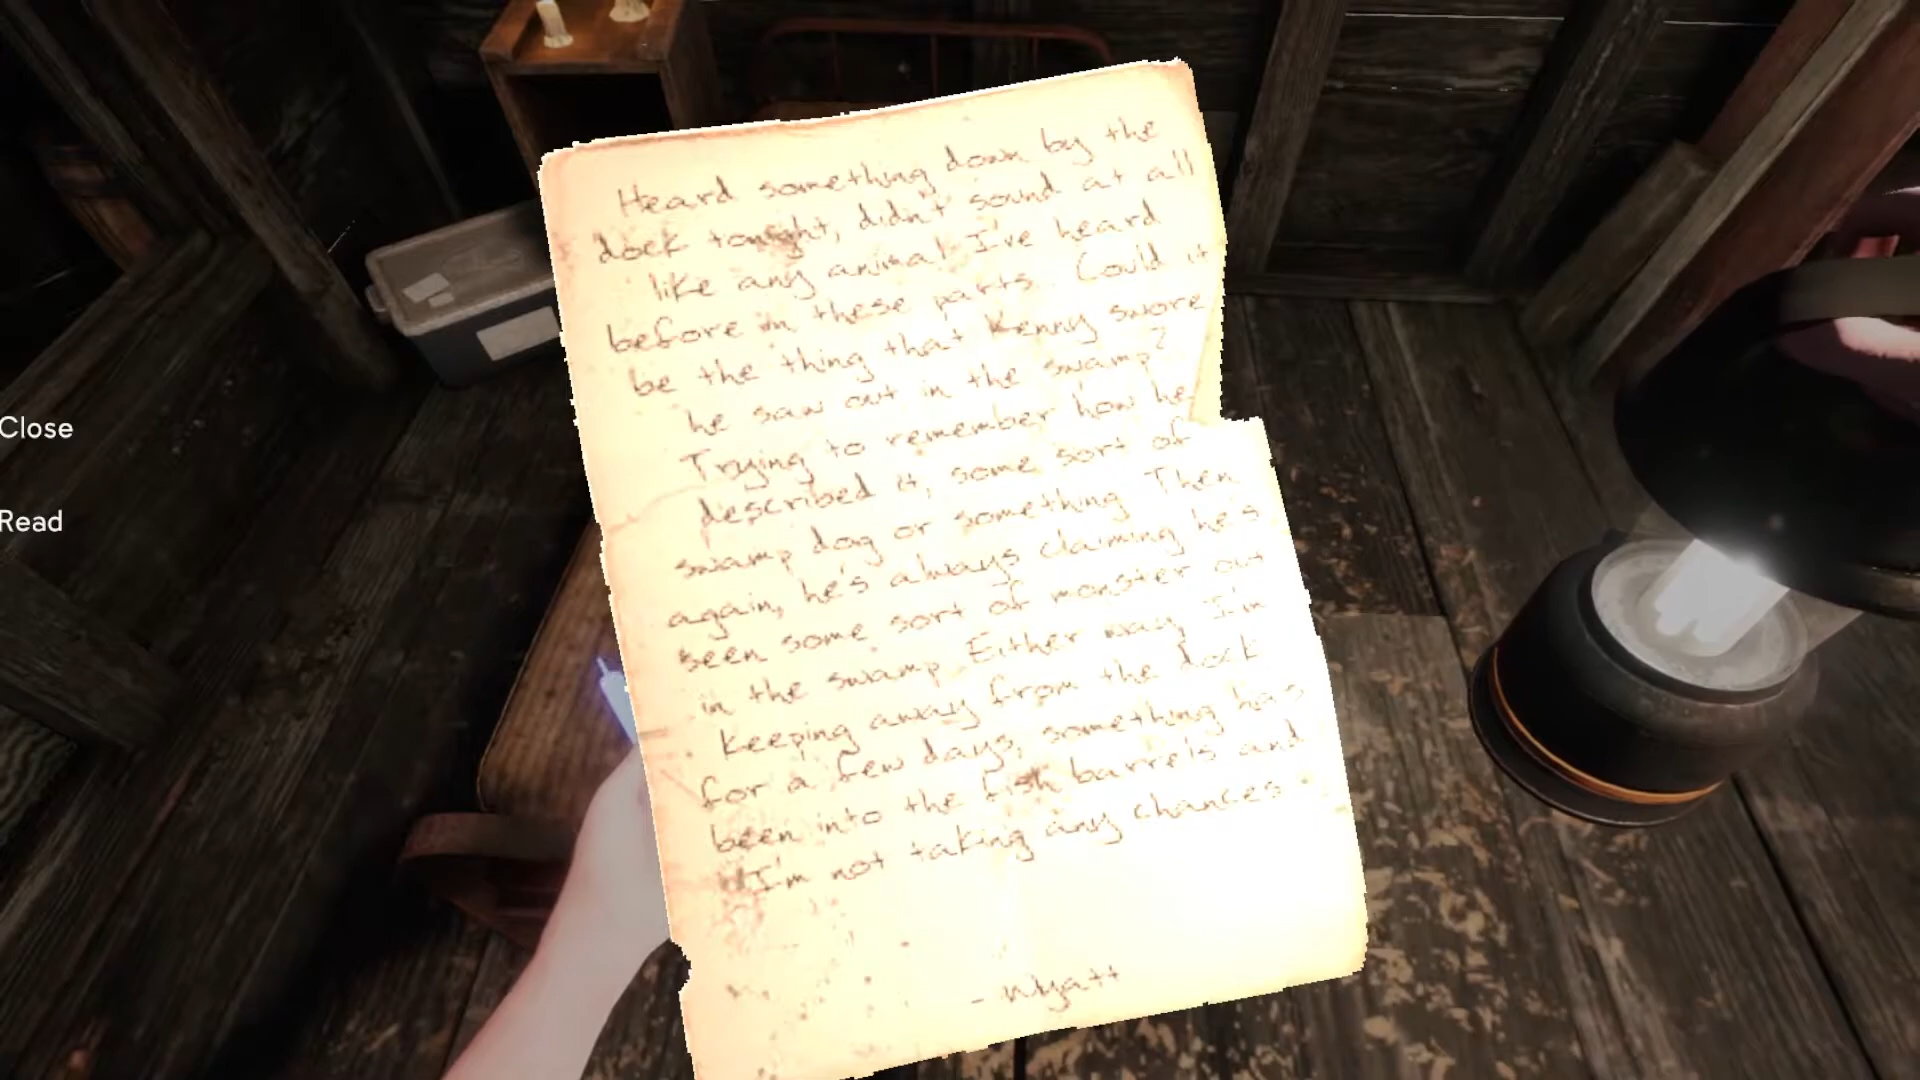 Heard something down by the
dock tonight, didn't sound at all
like any animal I've heard
before in these parts. Could it
be the thing that Kenny swore
he saw out in the swamp?
Trying to remember how he
described it, some sort of
swamp dog or something. Then
again, he's always claiming he's
seen some sort of monster out
in the swamp. Either way, I'm
keeping away from the dock
for a few days, something has
been into the fish barrels and
I'm not taking any chances.
- Wyatt
Close
Read